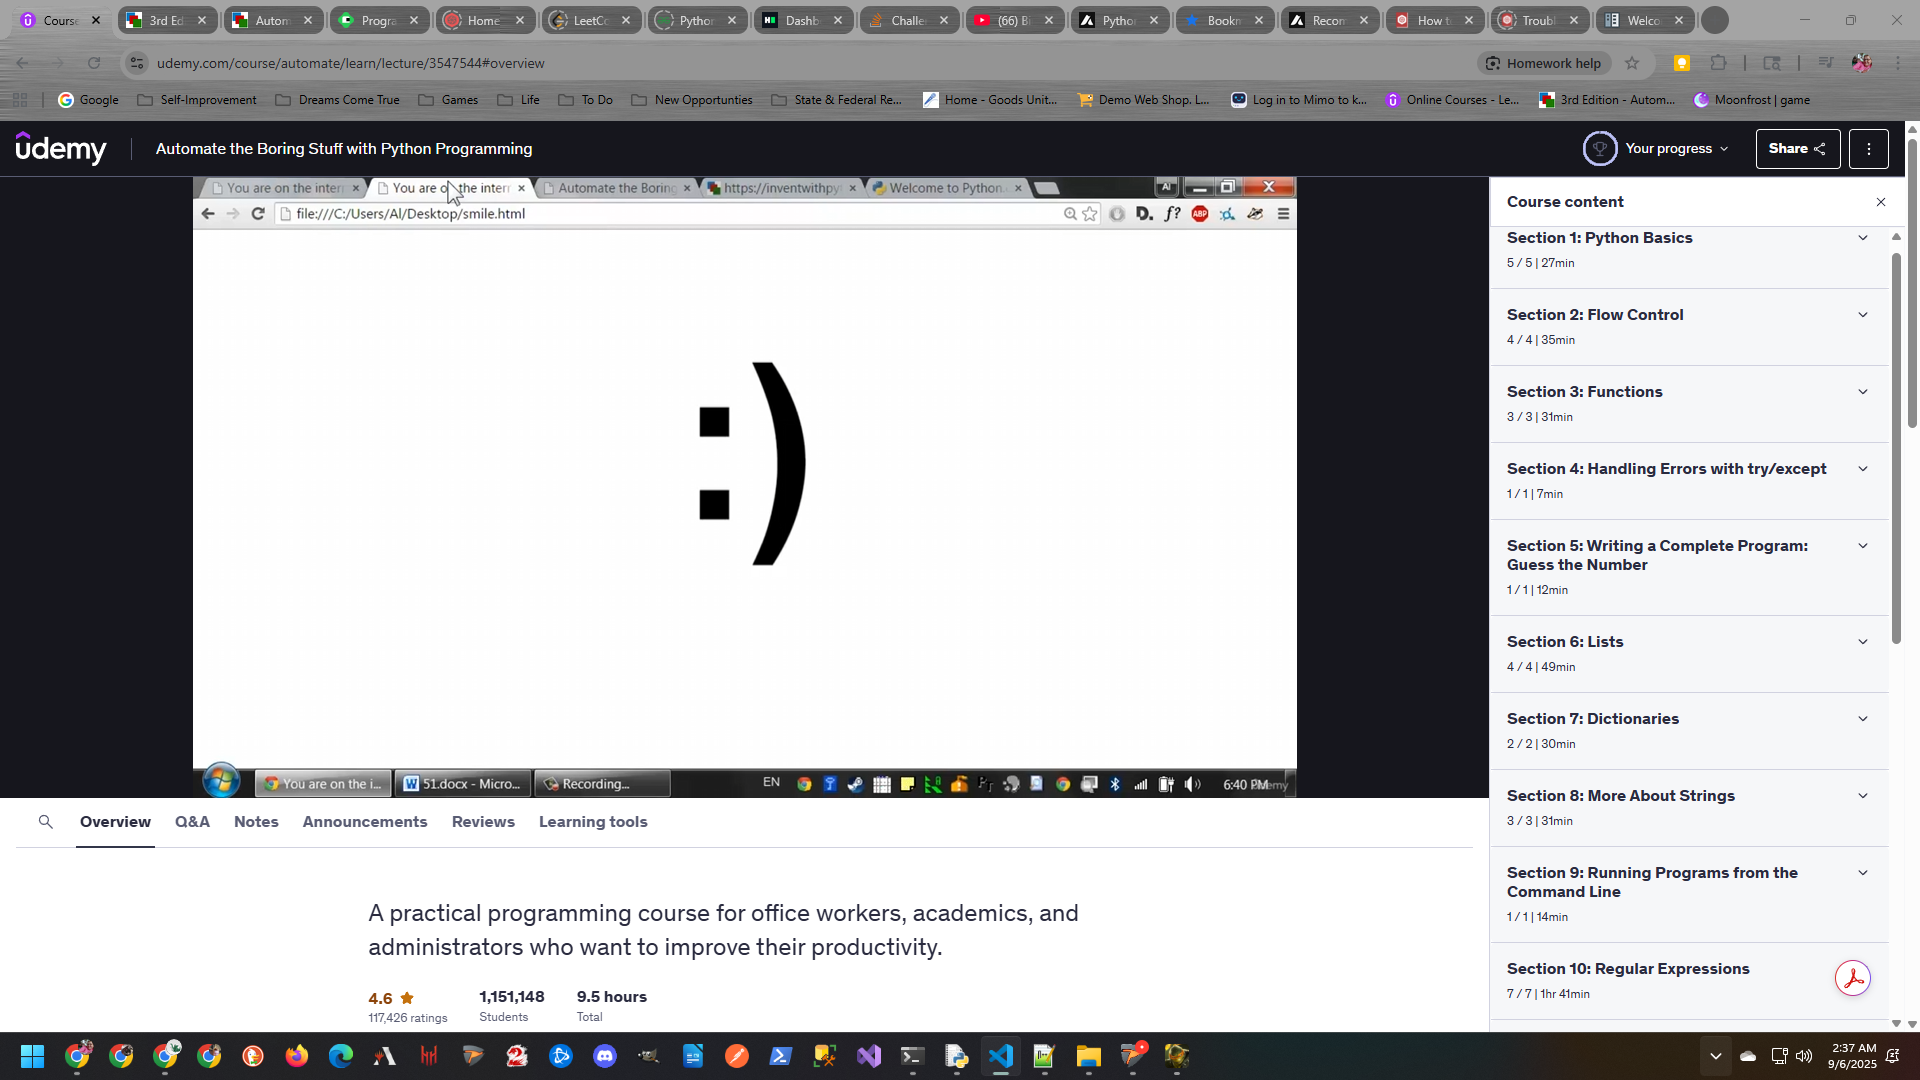 Course
3rd Ed
Autom
Progra
Home
LeetCo
Python
Dashb
Challe
(66) Bi
Pytho
Bookm
Recon
How t
Troubl
Welco
udemy.com/course/automate/learn/lecture/3547544#overview
Homework help
Google
Self-Improvement
Dreams Come True
Games
Life
To Do
New Opportunties
State & Federal Re...
Home - Goods Unit...
Demo Web Shop. L...
Log in to Mimo to k...
Online Courses - Le...
3rd Edition - Autom...
Moonfrost | game
udemy
Automate the Boring Stuff with Python Programming
Your progress
Share
You are on the intern
You are on the intern
Automate the Boring
https://inventwithpy
Welcome to Python.
Al
file:///C:/Users/Al/Desktop/smile.html
D.
f?
ABP
:)
You are on the i...
51.docx - Micro...
Recording...
EN
6:40 PM
Course content
Section 1: Python Basics
5 / 5 | 27min
Section 2: Flow Control
4 / 4 | 35min
Section 3: Functions
3 / 3 | 31min
Section 4: Handling Errors with try/except
1 / 1 | 7min
Section 5: Writing a Complete Program:
Guess the Number
1 / 1 | 12min
Section 6: Lists
4 / 4 | 49min
Section 7: Dictionaries
2 / 2 | 30min
Section 8: More About Strings
3 / 3 | 31min
Section 9: Running Programs from the
Command Line
1 / 1 | 14min
Section 10: Regular Expressions
7 / 7 | 1hr 41min
Overview
Q&A
Notes
Announcements
Reviews
Learning tools
A practical programming course for office workers, academics, and
administrators who want to improve their productivity.
4.6
1,151,148
9.5 hours
117,426 ratings
Students
Total
2:37 AM
9/6/2025